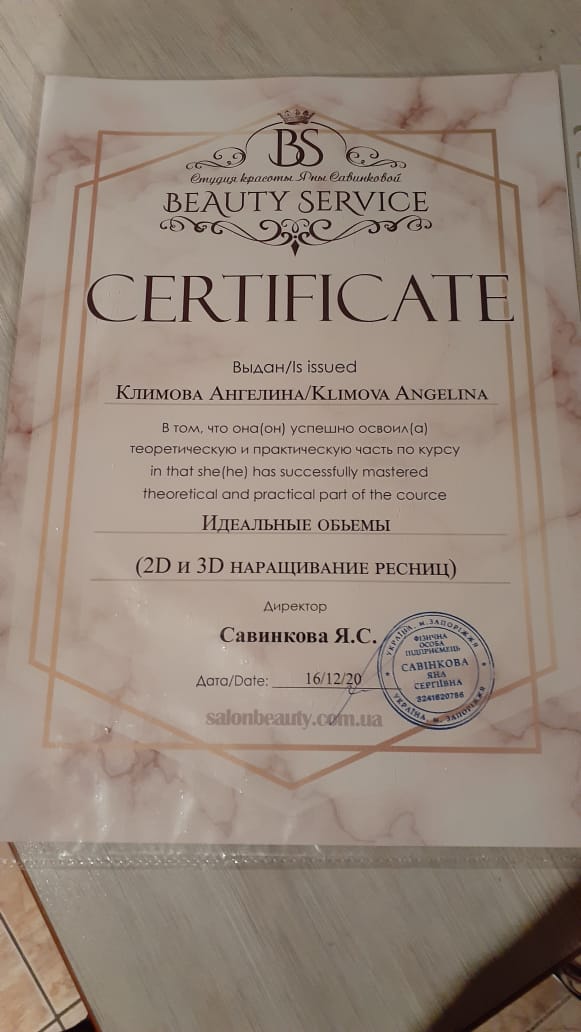 BS
Студия красоты Яны Савинковой
BEAUTY SERVICE
CERTIFICATE
Выдан/Is issued
Климова Ангелина/Klimova Angelina
В том, что она(он) успешно освоил(а)
теоретическую и практическую часть по курсу
in that she(he) has successfully mastered
theoretical and practical part of the cource
Идеальные обьемы
(2D и 3D наращивание ресниц)
Директор
Савинкова Я.С.
Дата/Date: 16/12/20
salonbeauty.com.ua
УКРАЇНА, м. ЗАПОРІЖЖЯ
ФІЗИЧНА
ОСОБА
ПІДПРИЄМЕЦЬ
САВІНКОВА
ЯНА
СЕРГІЇВНА
3241620786
УКРАЇНА, м. ЗАПОРІЖЖЯ